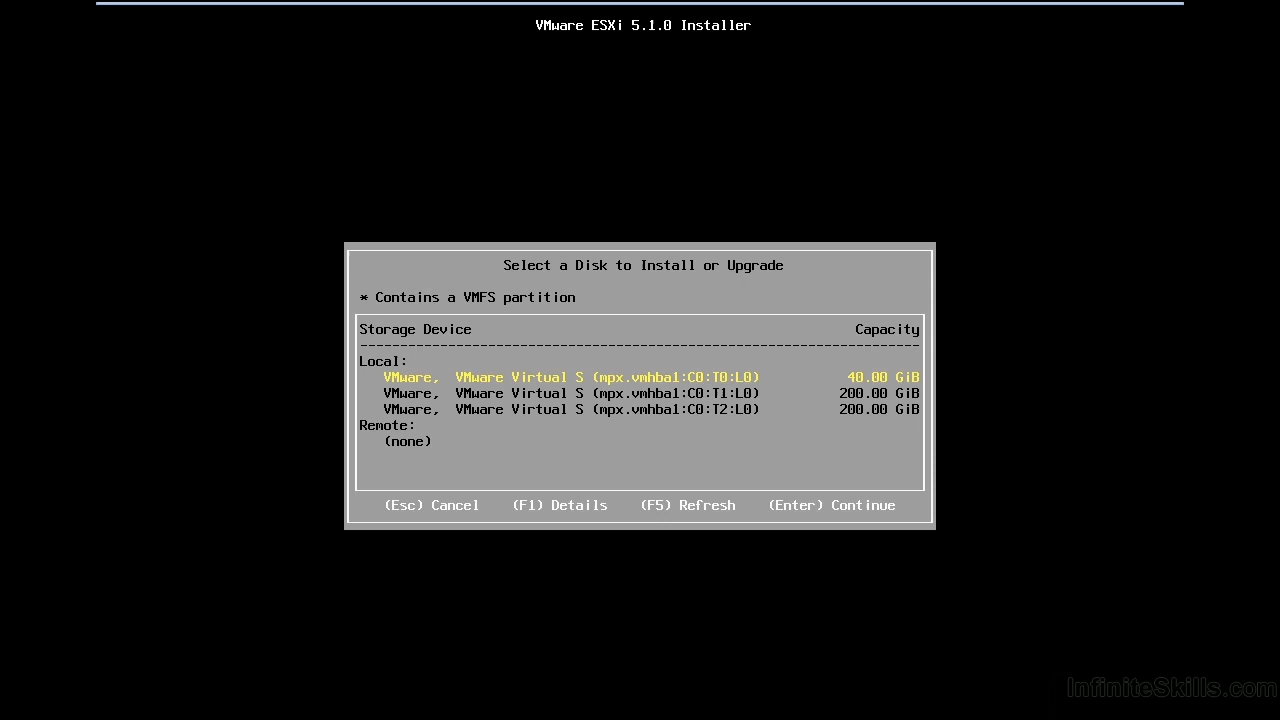 VMware ESXi 5.1.0 Installer
Select a Disk to Install or Upgrade
* Contains a VMFS partition
Storage Device Capacity
--------------------------------------------------------------------
Local:
VMware, VMware Virtual S (mpx.vmhba1:C0:T0:L0) 40.00 GiB
VMware, VMware Virtual S (mpx.vmhba1:C0:T1:L0) 200.00 GiB
VMware, VMware Virtual S (mpx.vmhba1:C0:T2:L0) 200.00 GiB
Remote:
(none)
(Esc) Cancel (F1) Details (F5) Refresh (Enter) Continue
InfiniteSkills.com